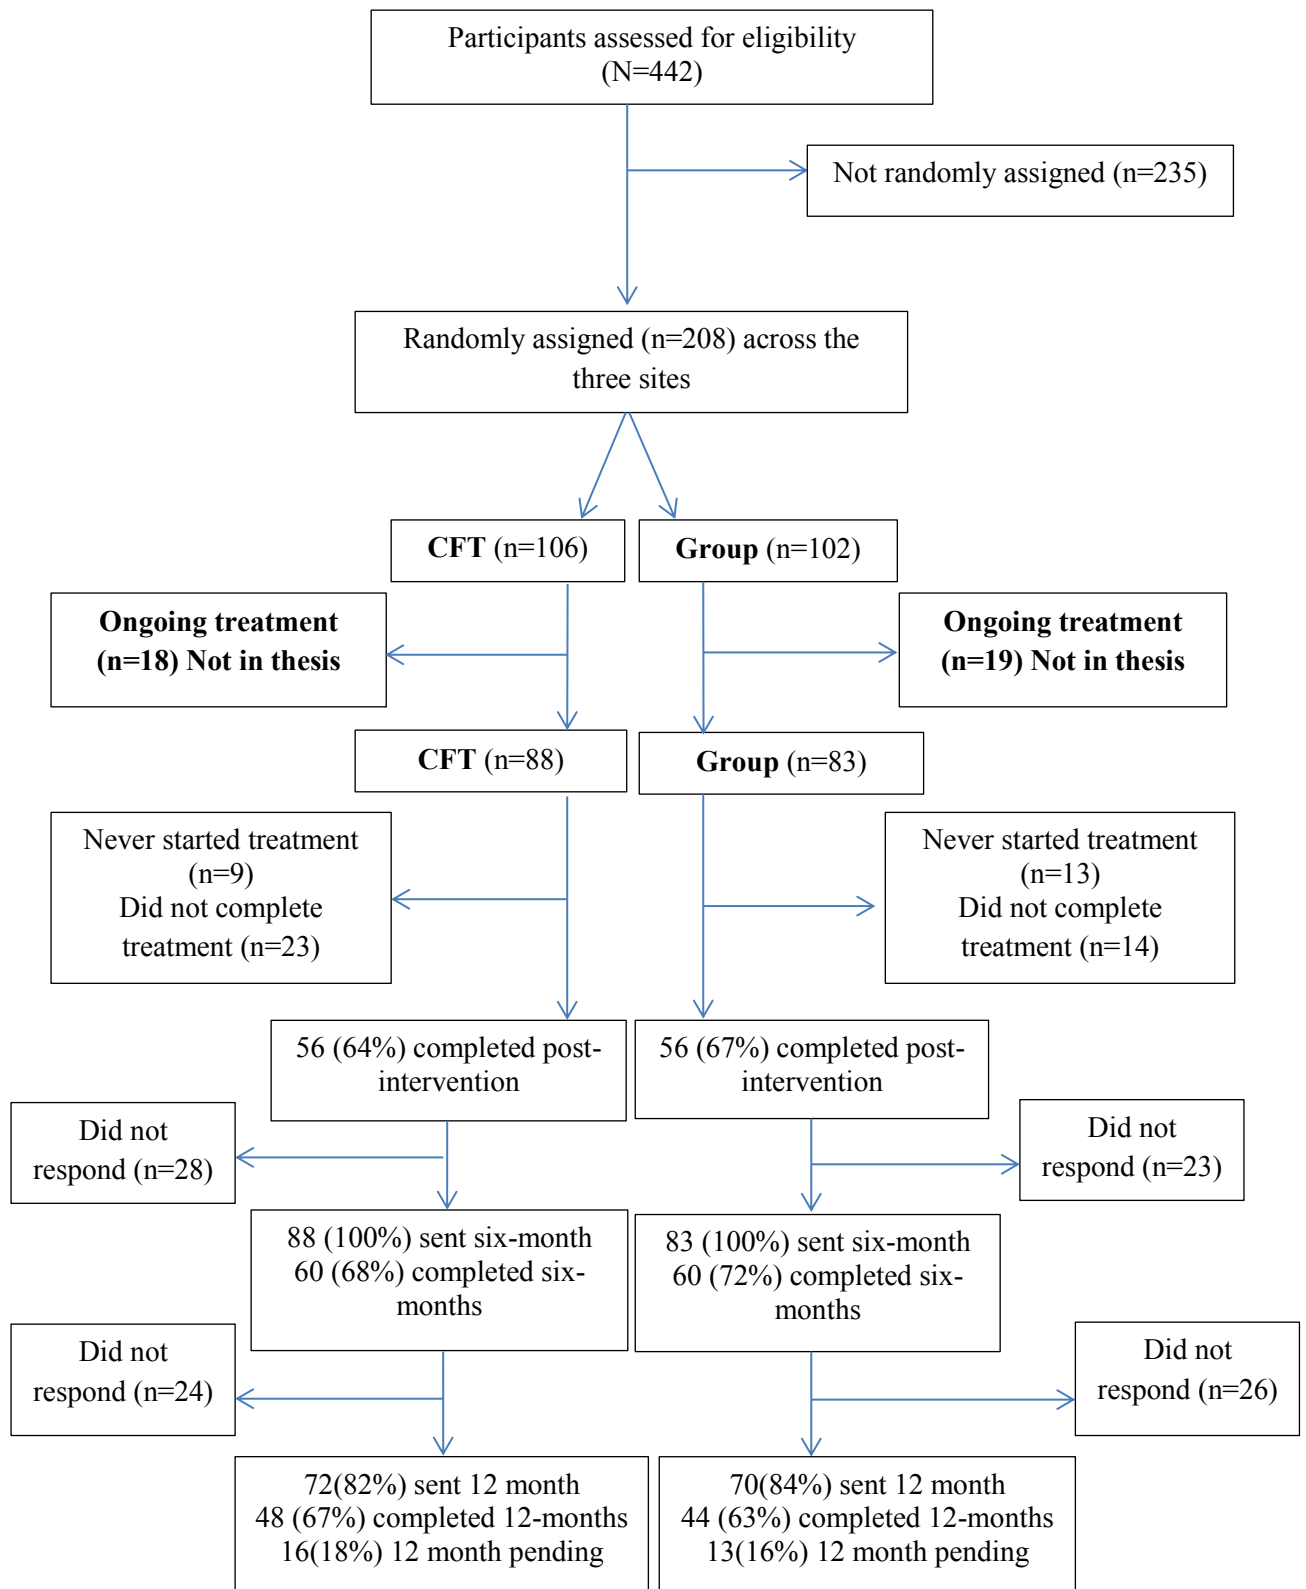 Participants assessed for eligibility
(N=442)
Not randomly assigned (n=235)
Randomly assigned (n=208) across the
three sites
CFT (n=106)
Group (n=102)
Ongoing treatment
(n=18) Not in thesis
Ongoing treatment
(n=19) Not in thesis
CFT (n=88)
Group (n=83)
Never started treatment
(n=9)
Did not complete
treatment (n=23)
Never started treatment
(n=13)
Did not complete
treatment (n=14)
56 (64%) completed post-
intervention
56 (67%) completed post-
intervention
Did not
respond (n=28)
Did not
respond (n=23)
88 (100%) sent six-month
60 (68%) completed six-
months
83 (100%) sent six-month
60 (72%) completed six-
months
Did not
respond (n=24)
Did not
respond (n=26)
72(82%) sent 12 month
48 (67%) completed 12-months
16(18%) 12 month pending
70(84%) sent 12 month
44 (63%) completed 12-months
13(16%) 12 month pending